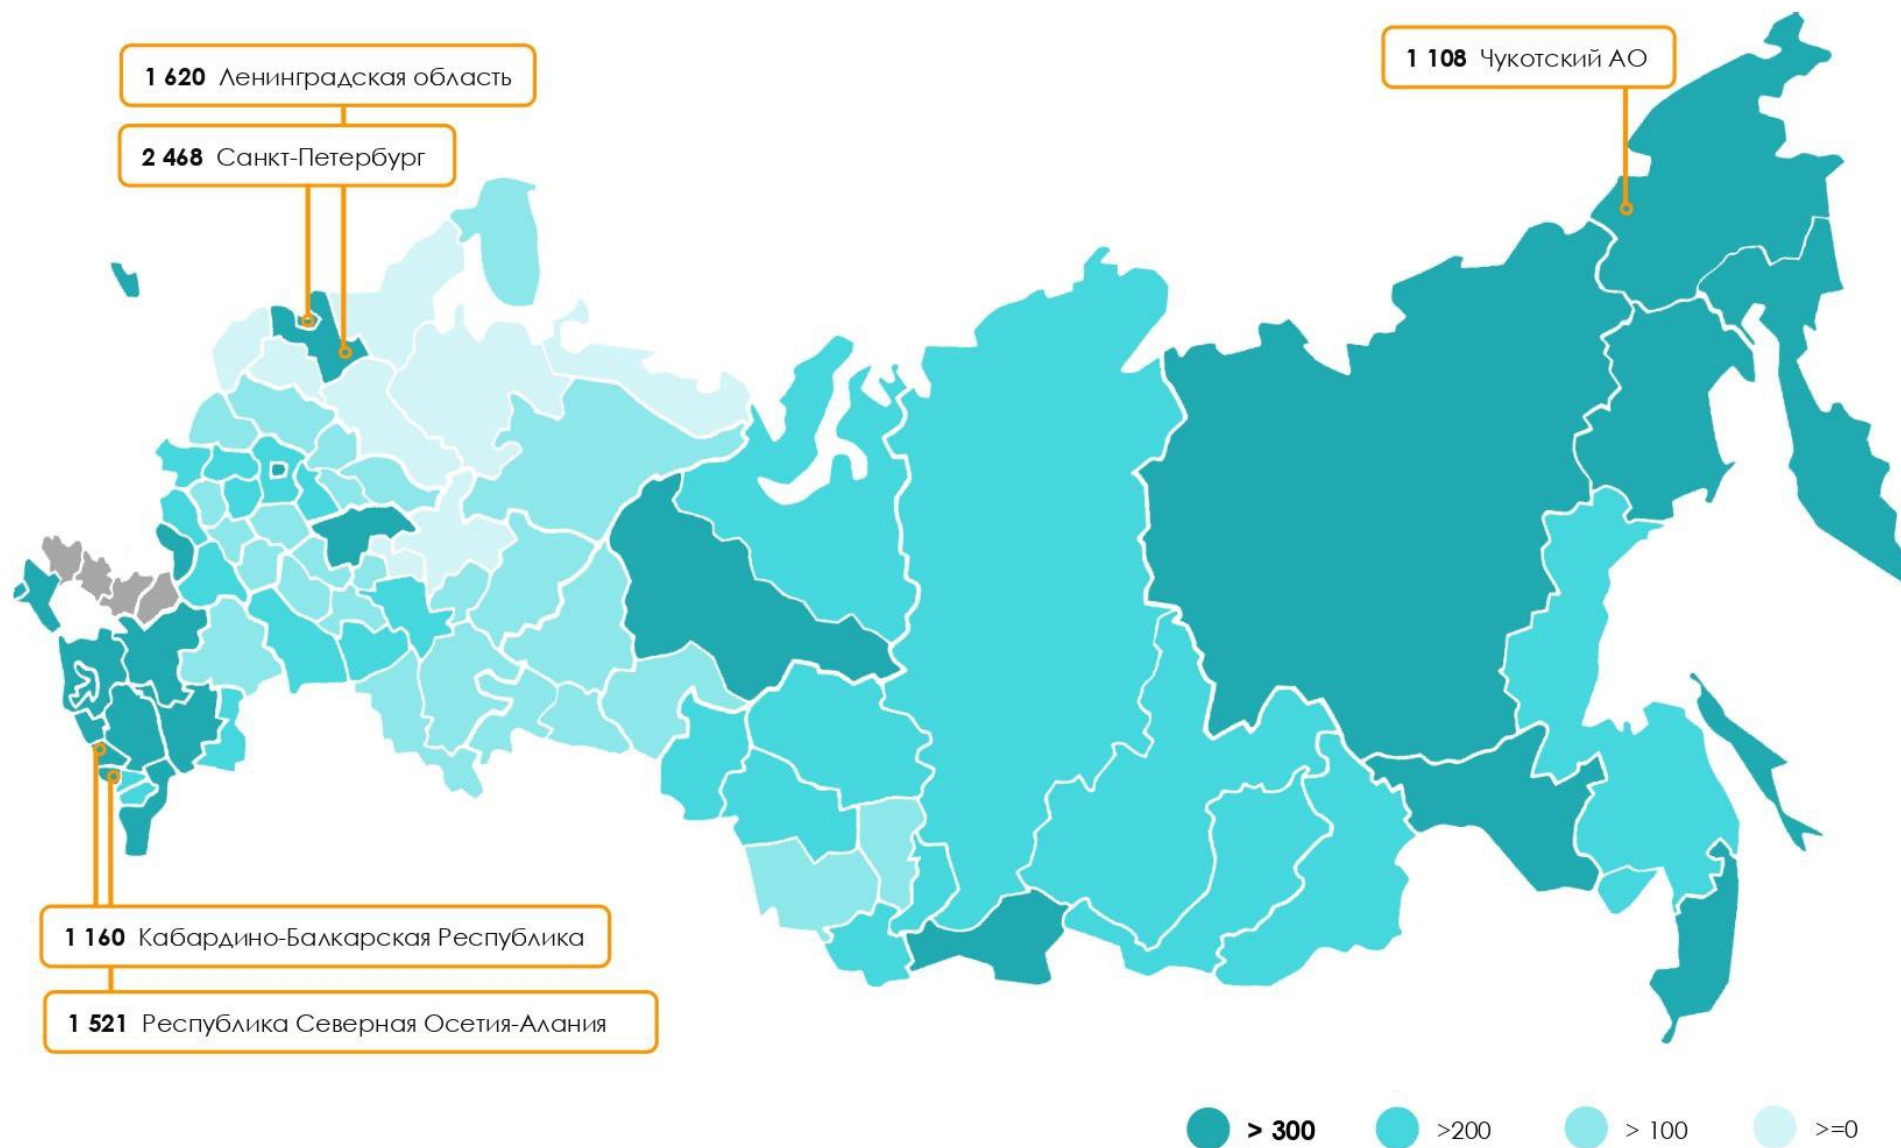 1 620 Ленинградская область
1 108 Чукотский АО
2 468 Санкт-Петербург
1 160 Кабардино-Балкарская Республика
1 521 Республика Северная Осетия-Алания
> 300
>200
> 100
>=0